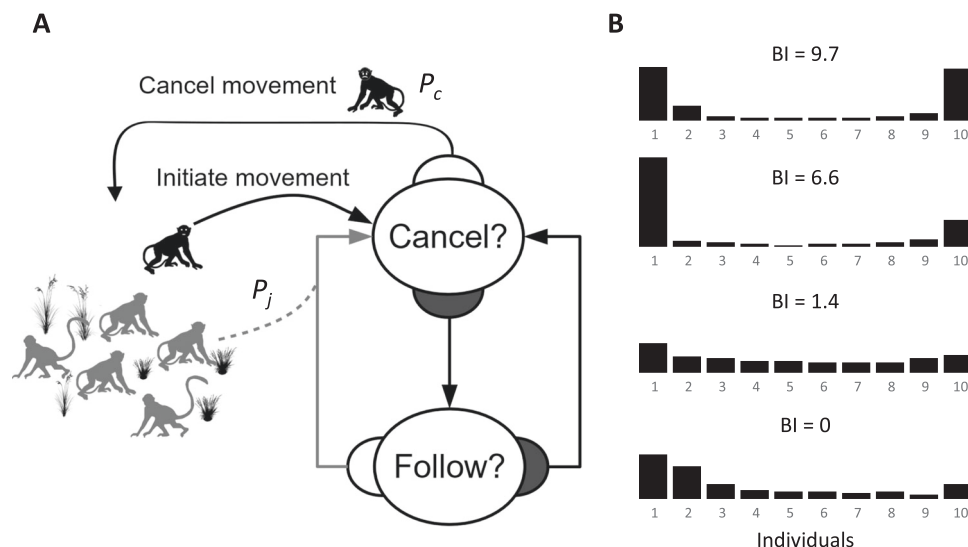 A
Cancel movement
Pc
Initiate movement
Cancel?
Pj
Follow?
B
BI = 9.7
1 2 3 4 5 6 7 8 9 10
BI = 6.6
1 2 3 4 5 6 7 8 9 10
BI = 1.4
1 2 3 4 5 6 7 8 9 10
BI = 0
1 2 3 4 5 6 7 8 9 10
Individuals